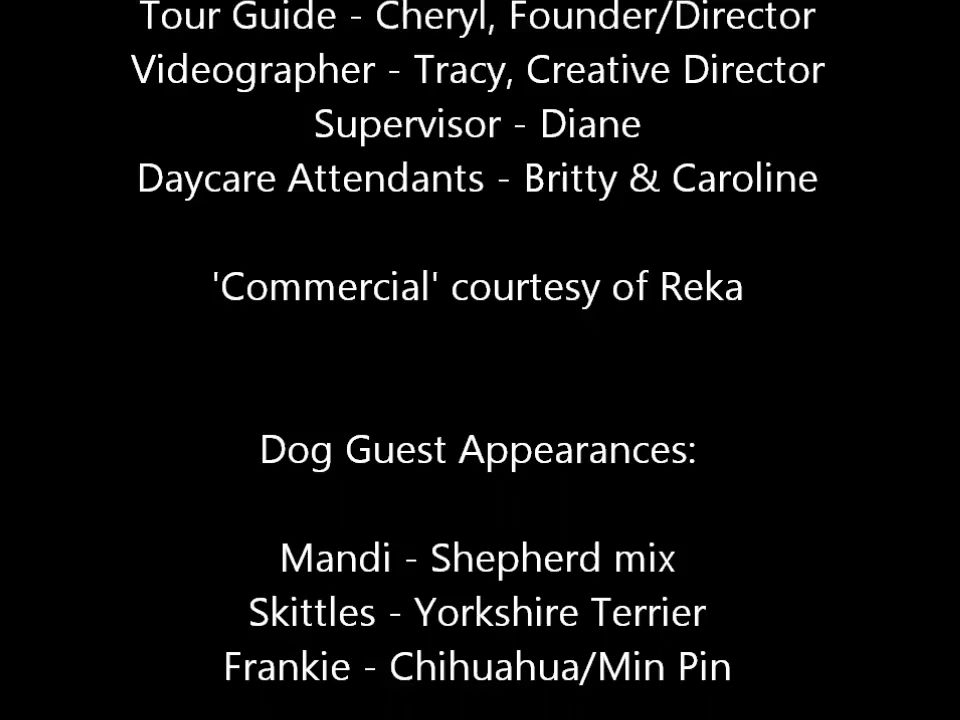 Tour Guide - Cheryl, Founder/Director
Videographer - Tracy, Creative Director
Supervisor - Diane
Daycare Attendants - Britty & Caroline
'Commercial' courtesy of Reka
Dog Guest Appearances:
Mandi - Shepherd mix
Skittles - Yorkshire Terrier
Frankie - Chihuahua/Min Pin